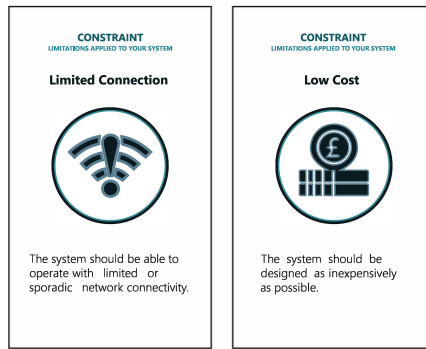 CONSTRAINT
LIMITATIONS APPLIED TO YOUR SYSTEM
Limited Connection
The system should be able to
operate with limited or
sporadic network connectivity.
CONSTRAINT
LIMITATIONS APPLIED TO YOUR SYSTEM
Low Cost
£
The system should be
designed as inexpensively
as possible.